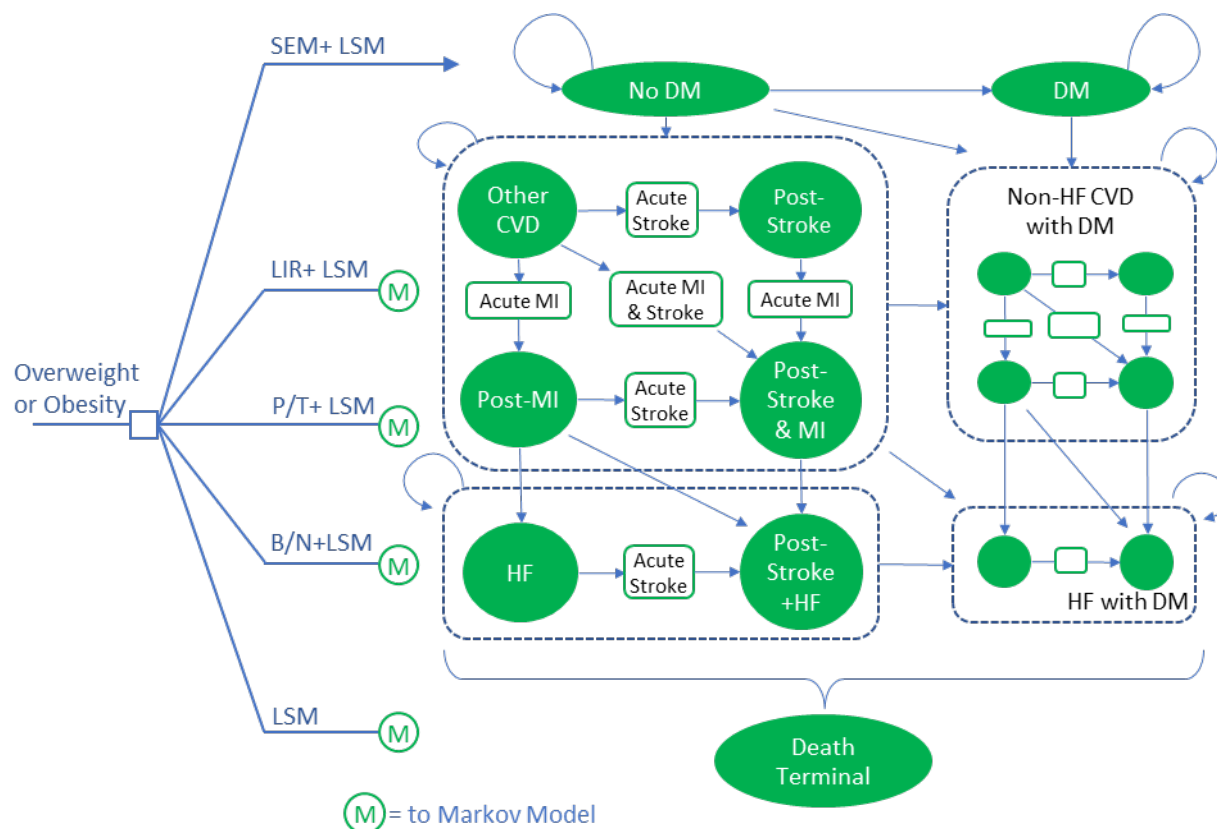 SEM+ LSM
No DM
DM
Other
CVD
Acute
Stroke
Post-
Stroke
Non-HF CVD
with DM
LIR+ LSM
M
Acute MI
Acute MI
& Stroke
Acute MI
Overweight
or Obesity
P/T+ LSM
M
Post-MI
Acute
Stroke
Post-
Stroke
& MI
B/N+LSM
M
HF
Acute
Stroke
Post-
Stroke
+HF
HF with DM
LSM
M
Death
Terminal
M = to Markov Model